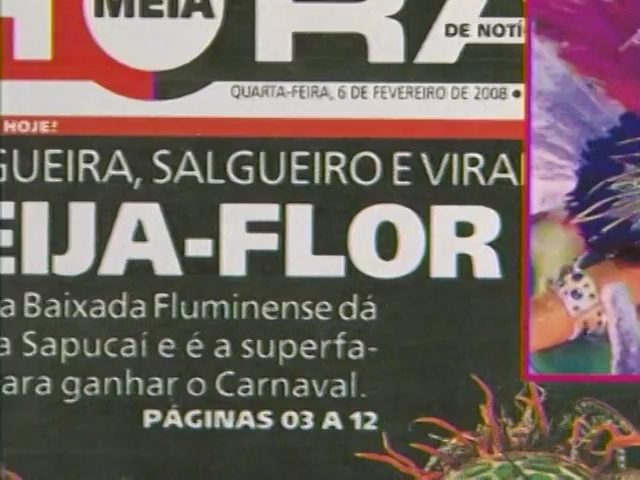 MEIA
HORA
DE NOTÍ
QUARTA-FEIRA, 6 DE FEVEREIRO DE 2008 •
HOJE!
GUEIRA, SALGUEIRO E VIRA
EIJA-FLOR
a Baixada Fluminense dá
a Sapucaí e é a superfa-
ara ganhar o Carnaval.
PÁGINAS 03 A 12